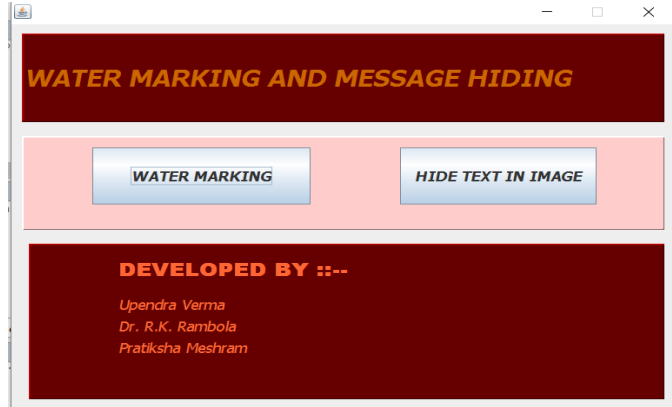 WATER MARKING AND MESSAGE HIDING
WATER MARKING
HIDE TEXT IN IMAGE
DEVELOPED BY ::--
Upendra Verma
Dr. R.K. Rambola
Pratiksha Meshram